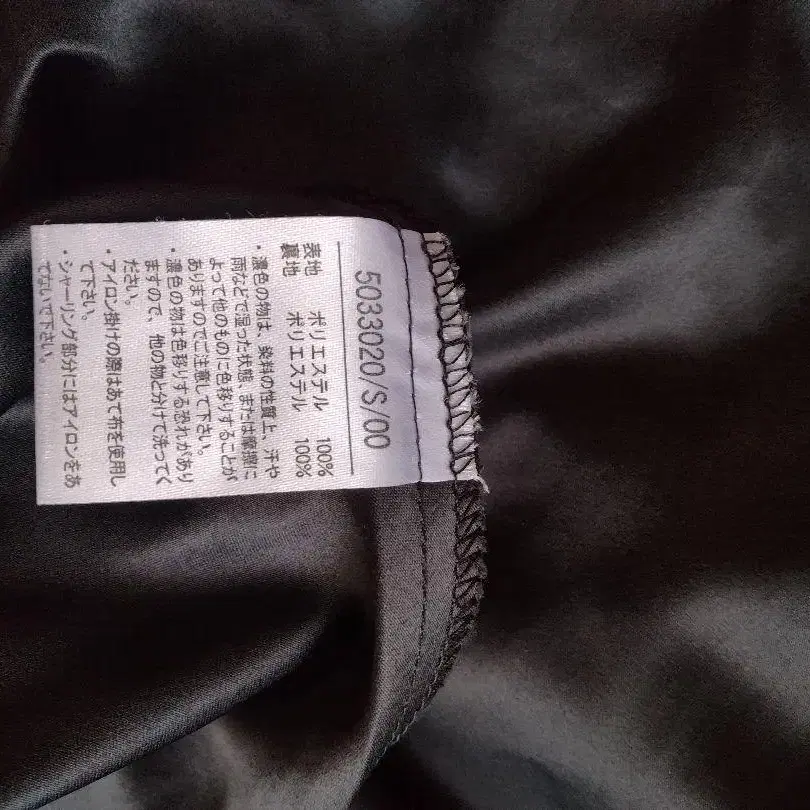 5033020/S/00
表地 ポリエステル 100%
裏地 ポリエステル 100%
・濃色の物は、染料の性質上、汗や
雨などで湿った状態、または摩擦に
よって他のものに色移りすることが
ありますのでご注意して下さい。
・濃色の物は色移りする恐れがあり
ますので、他の物と分けて洗ってく
ださい。
・アイロン掛けの際はあて布を使用し
て下さい。
・シャーリング部分にはアイロンをあ
てないで下さい。